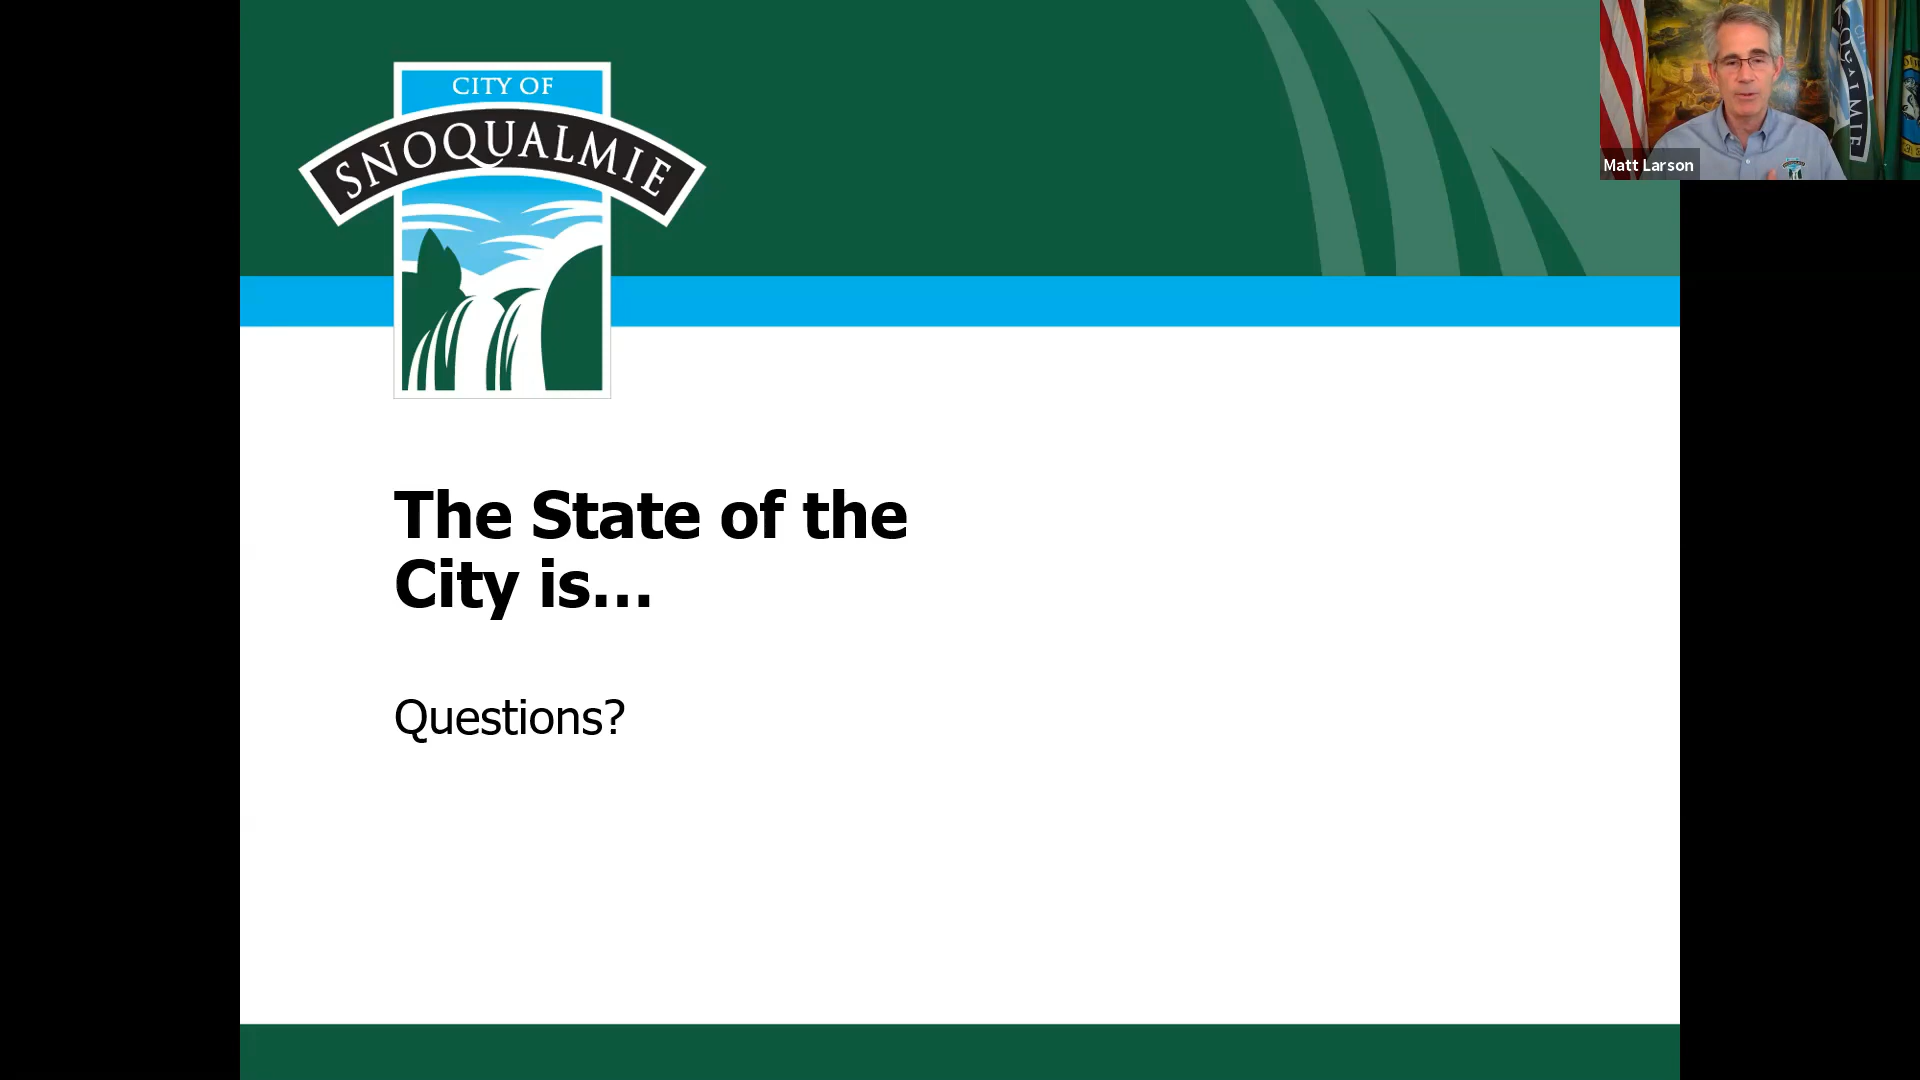 CITY OF
SNOQUALMIE
Matt Larson
The State of the
City is...
Questions?